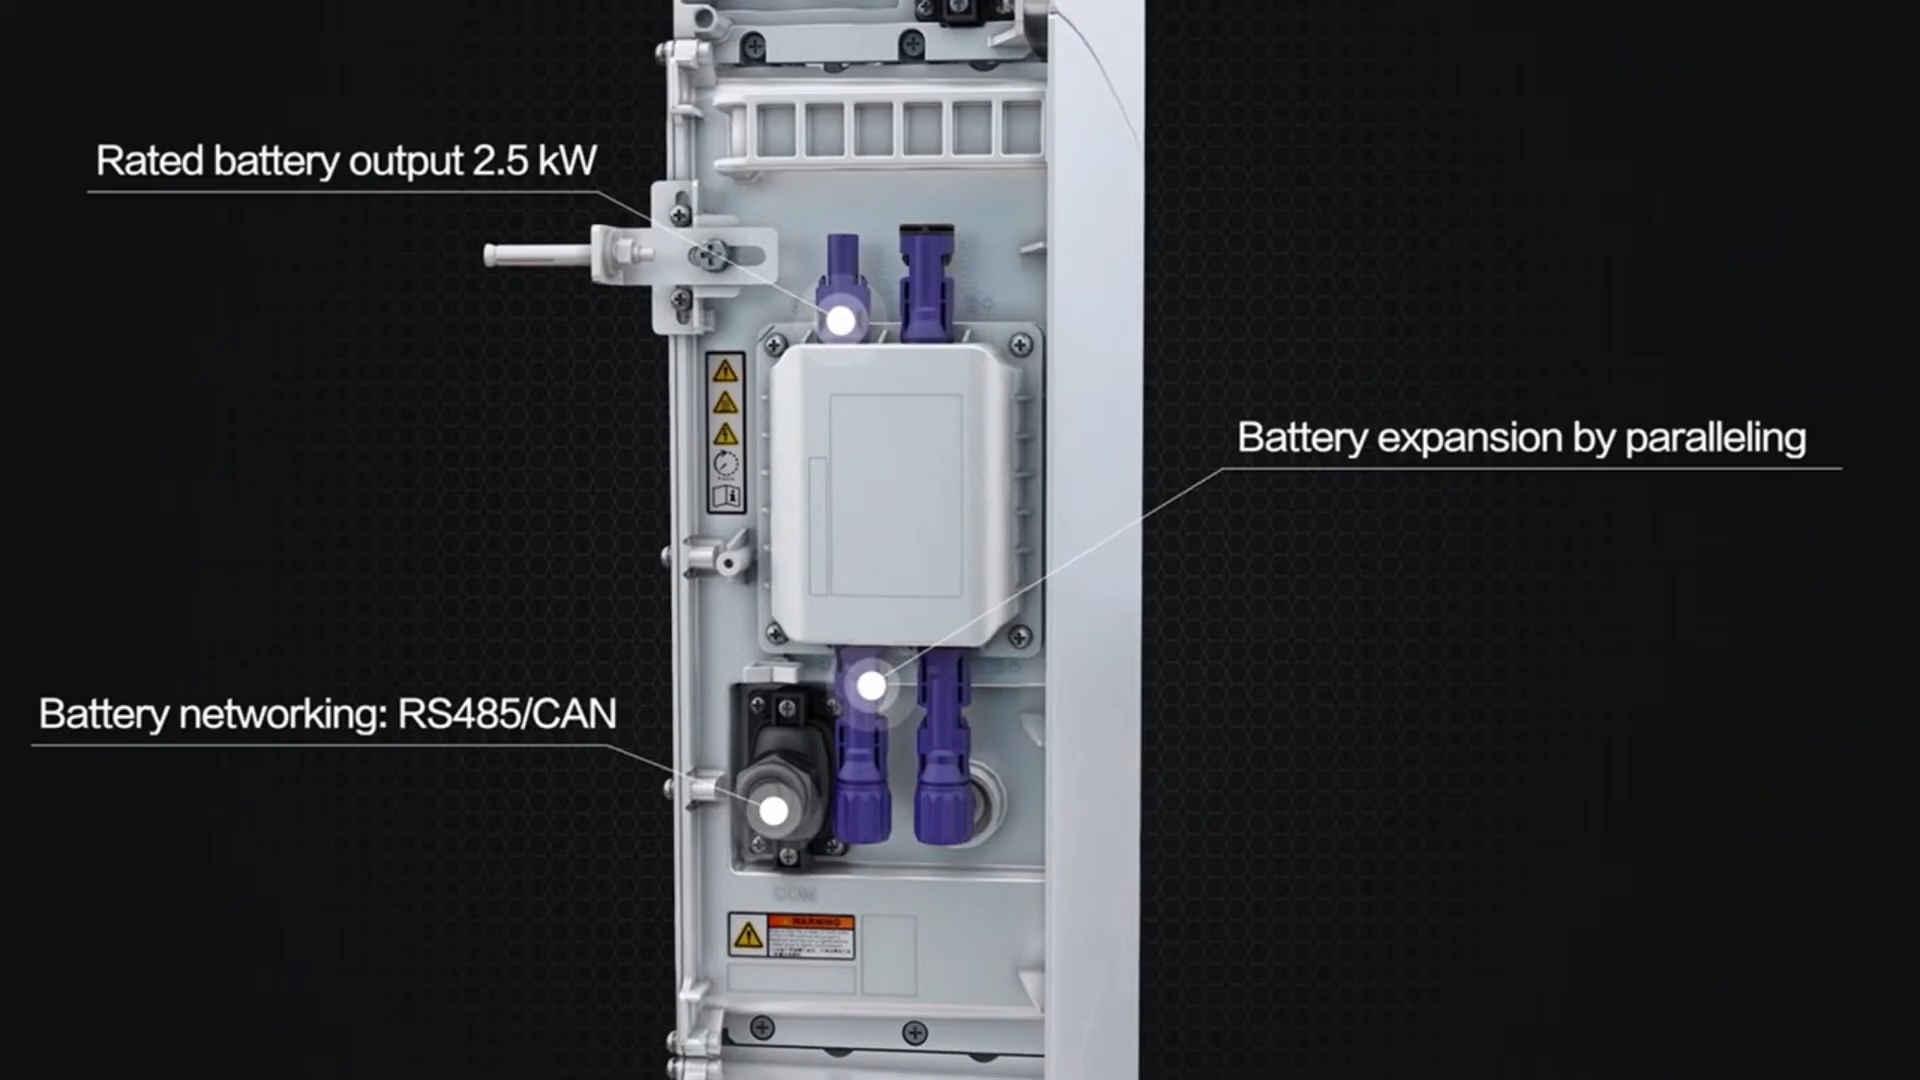 Rated battery output 2.5 kW
Battery expansion by paralleling
Battery networking: RS485/CAN
COM
WARNING